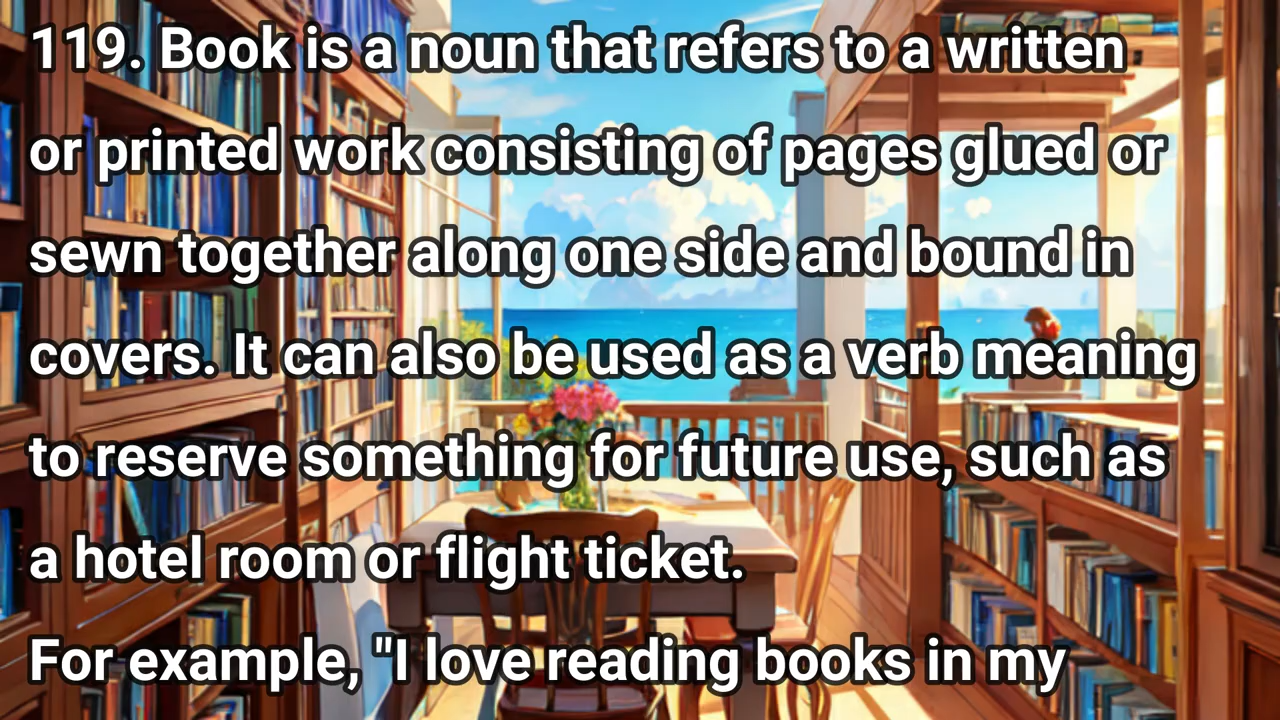 119. Book is a noun that refers to a written
or printed work consisting of pages glued or
sewn together along one side and bound in
covers. It can also be used as a verb meaning
to reserve something for future use, such as
a hotel room or flight ticket.
For example, "I love reading books in my